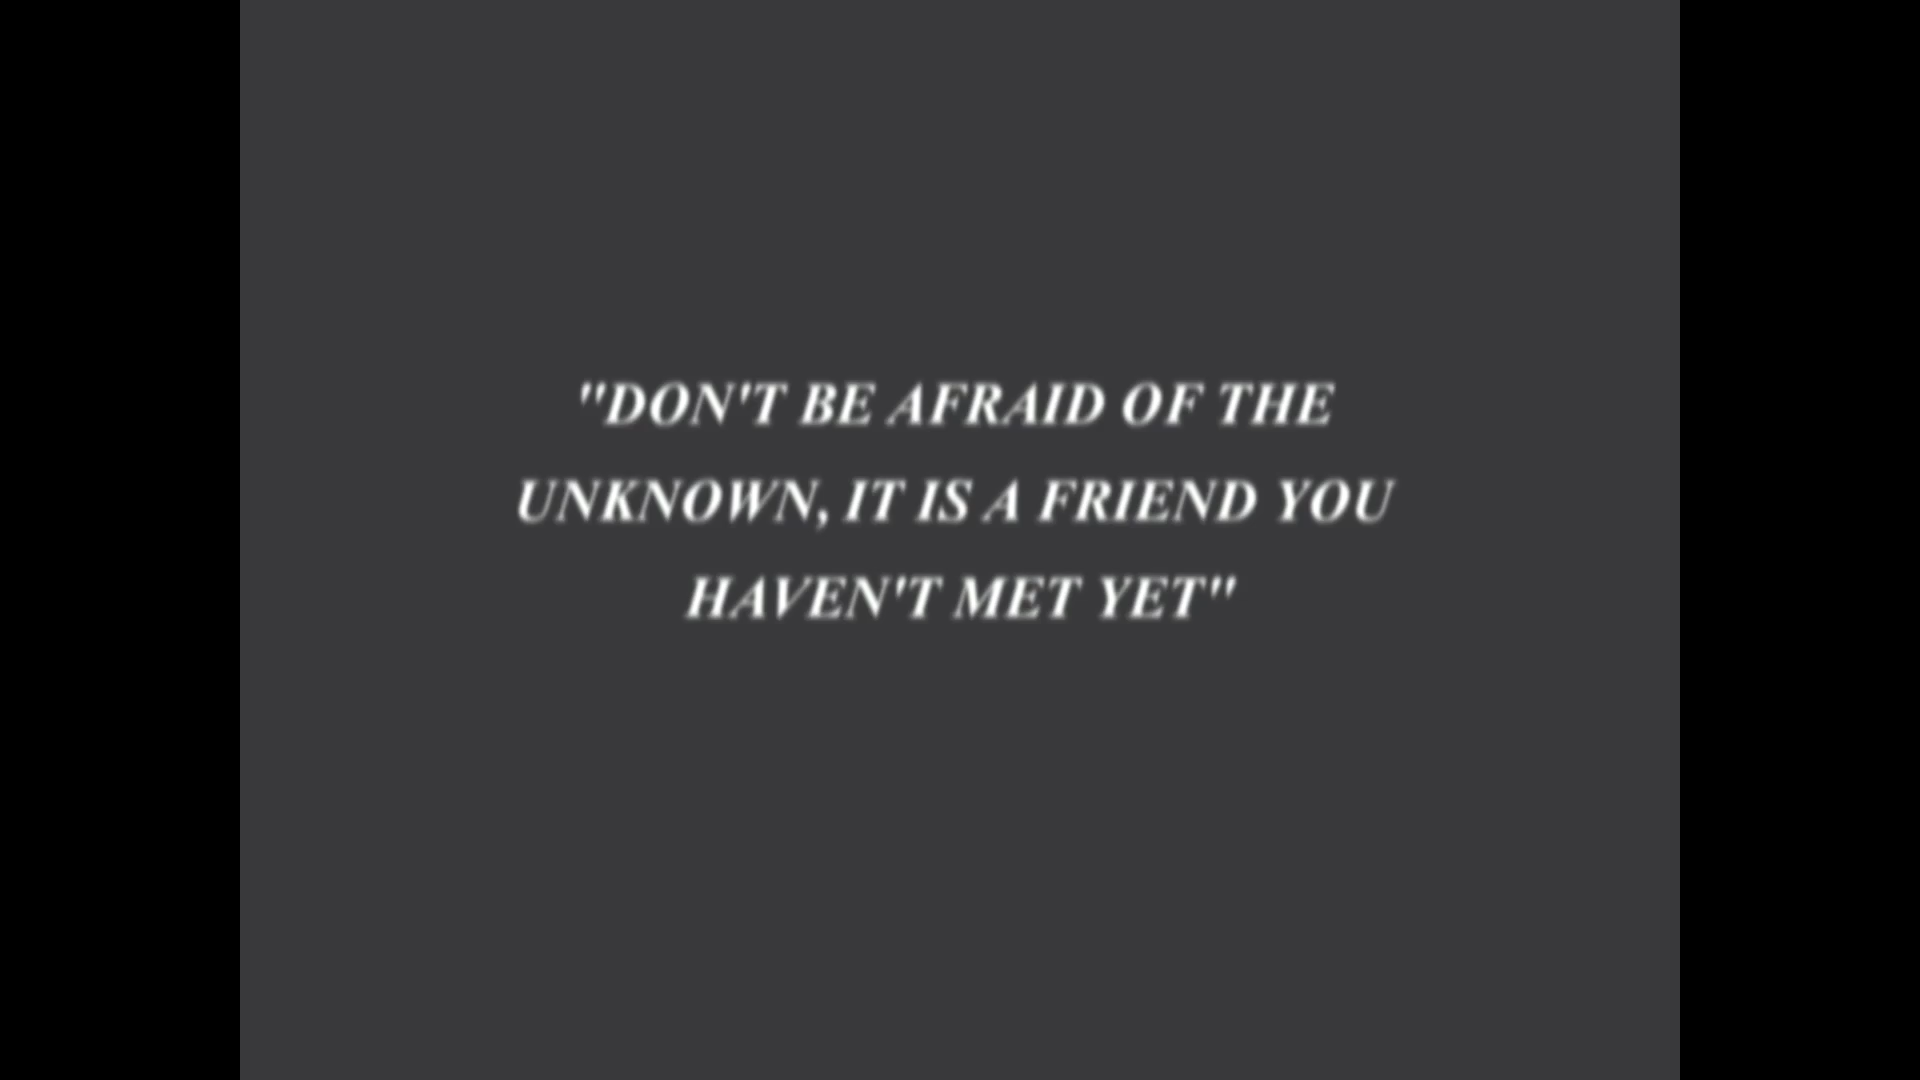 "DON'T BE AFRAID OF THE
UNKNOWN, IT IS A FRIEND YOU
HAVEN'T MET YET"